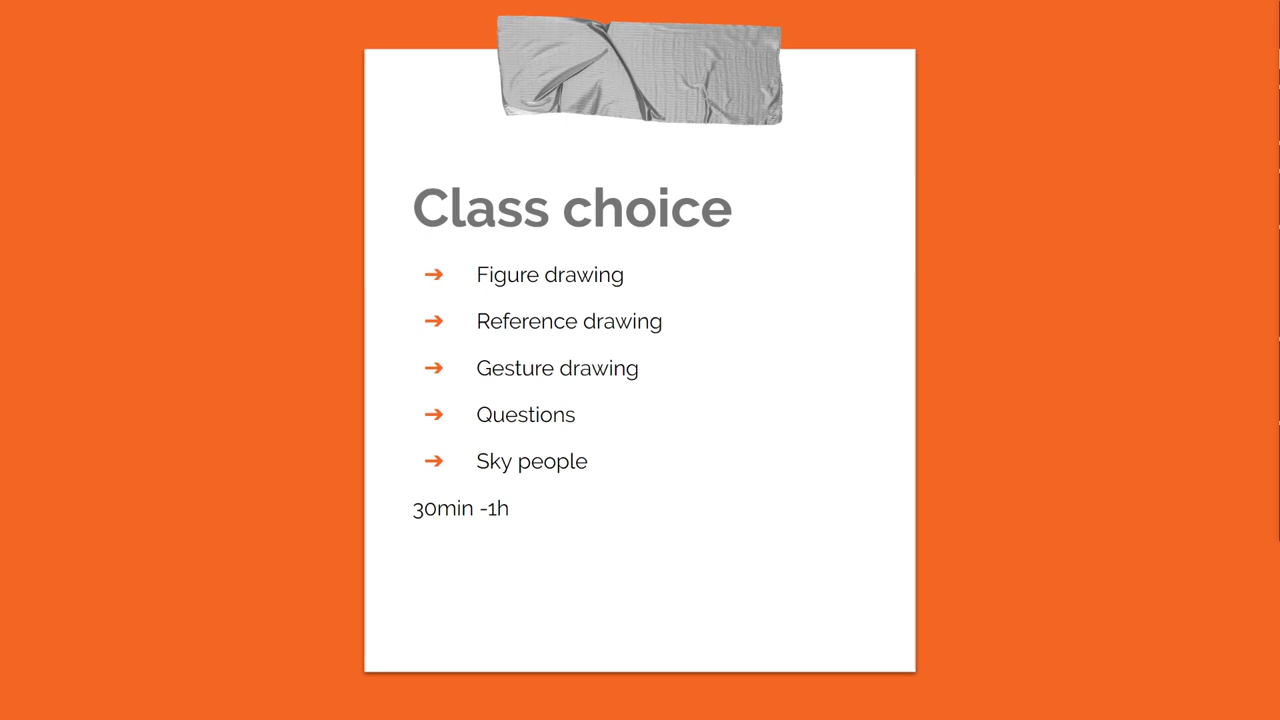 Class choice
➔ Figure drawing
➔ Reference drawing
➔ Gesture drawing
➔ Questions
➔ Sky people
30min -1h